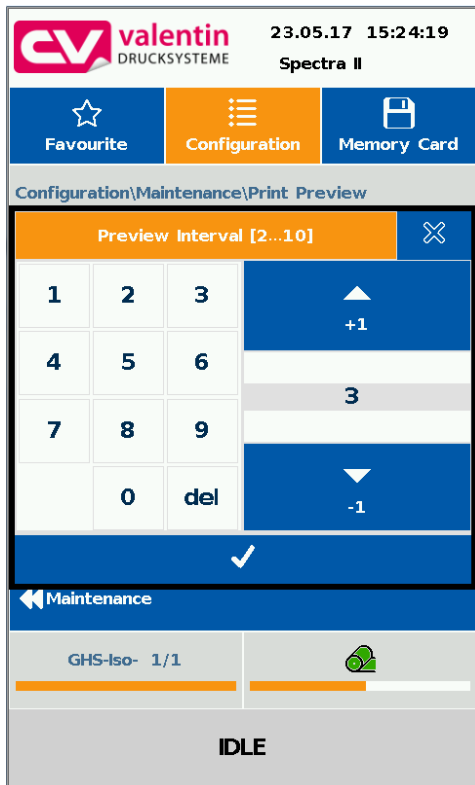 valentin
DRUCKSYSTEME
23.05.17 15:24:19
Spectra II
Favourite
Configuration
Memory Card
Configuration\Maintenance\Print Preview
Preview Interval [2...10]
1 2 3
+1
4 5 6
3
7 8 9
0 del
-1
Maintenance
GHS-Iso- 1/1
IDLE